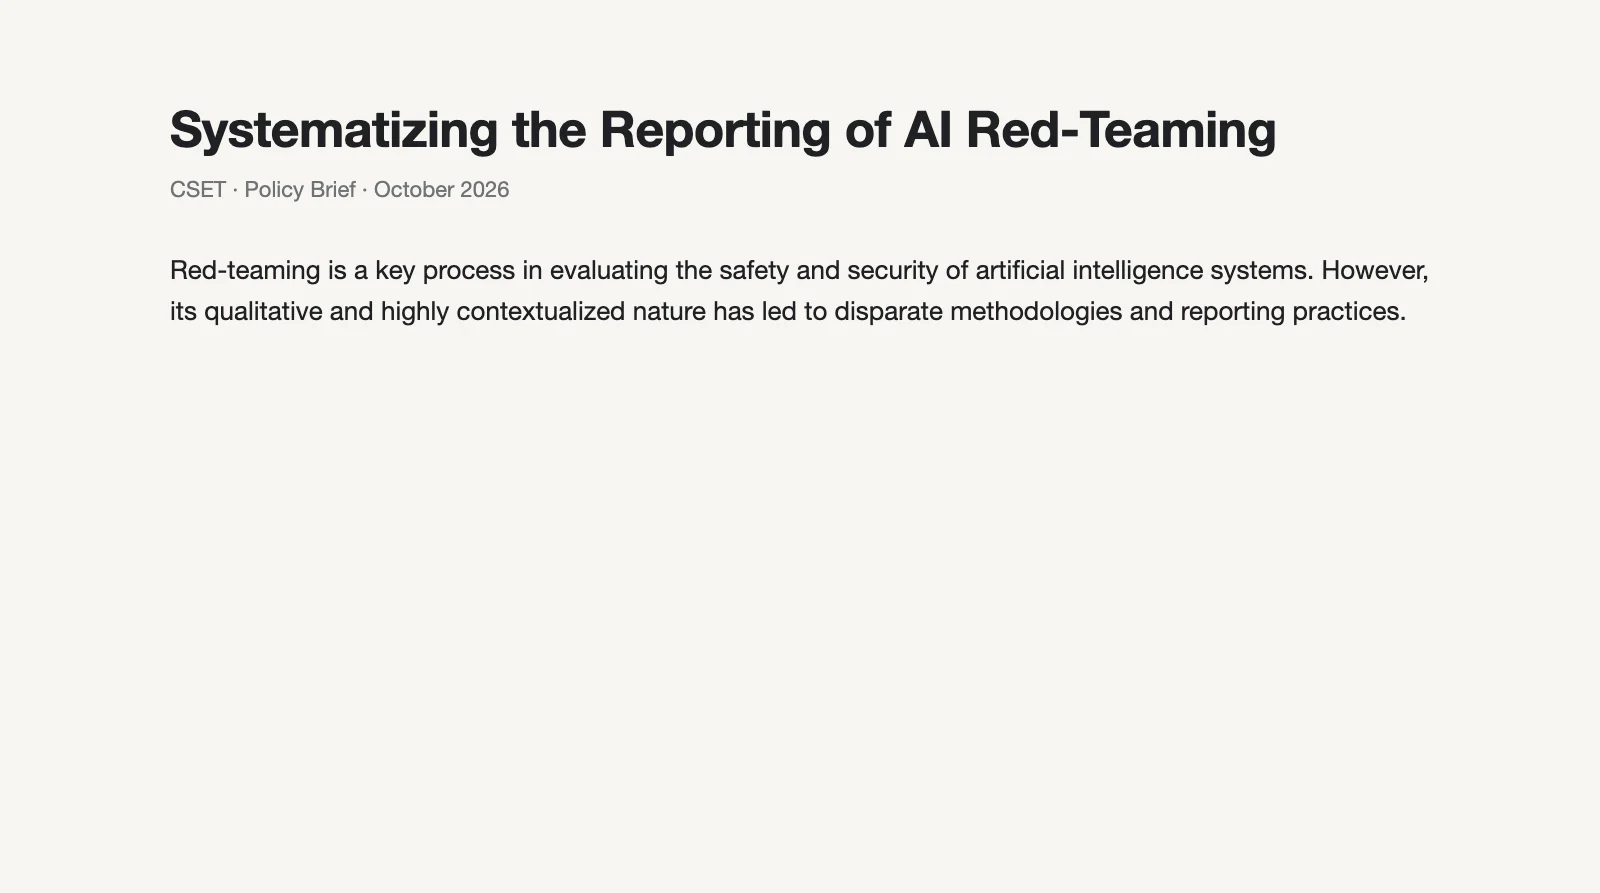 Systematizing the Reporting of AI Red-Teaming
CSET · Policy Brief · October 2026
Red-teaming is a key process in evaluating the safety and security of artificial intelligence systems. However,
its qualitative and highly contextualized nature has led to disparate methodologies and reporting practices.